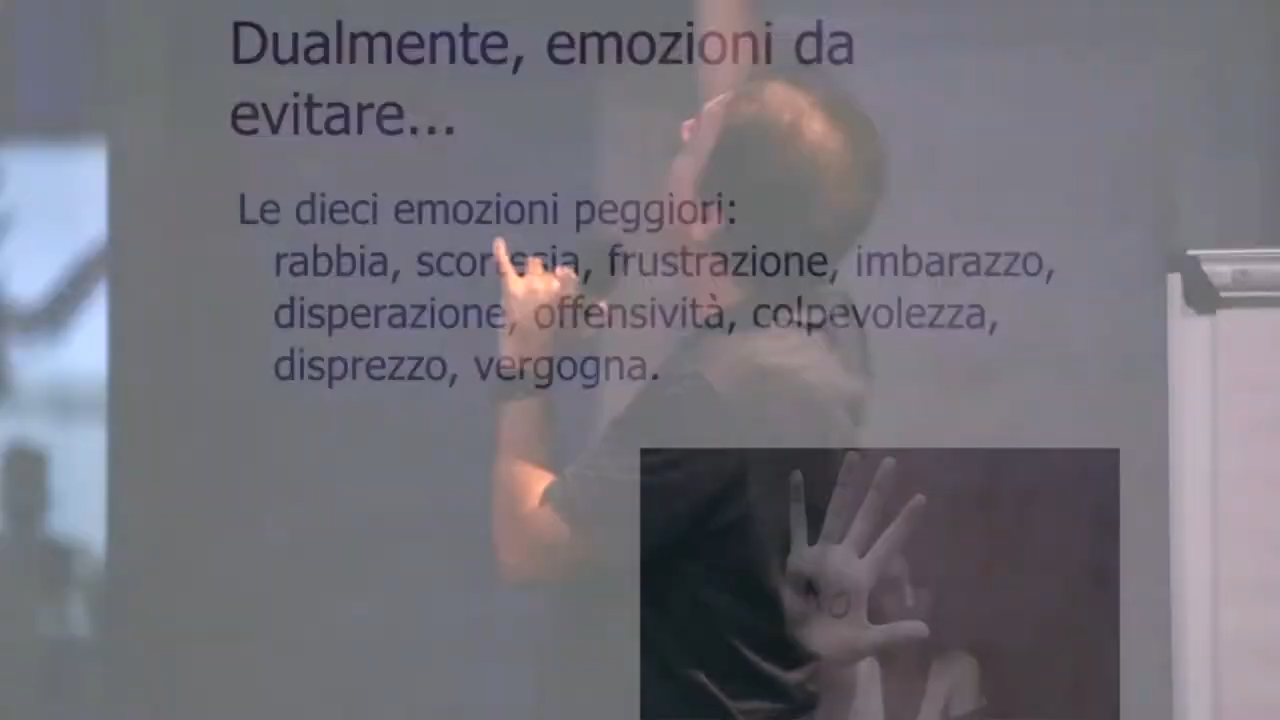 Dualmente, emozioni da
evitare...
Le dieci emozioni peggiori:
rabbia, scortesia, frustrazione, imbarazzo,
disperazione, offensività, colpevolezza,
disprezzo, vergogna.